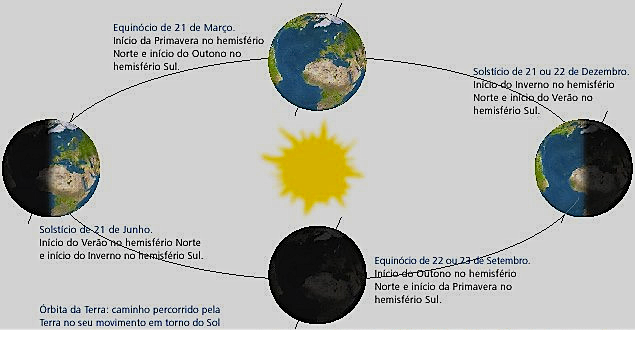 Equinócio de 21 de Março.
Início da Primavera no hemisfério
Norte e início do Outono no
hemisfério Sul.
Solstício de 21 ou 22 de Dezembro.
Início do Inverno no hemisfério
Norte e início do Verão no
hemisfério Sul.
Solstício de 21 de Junho.
Início do Verão no hemisfério Norte
e início do Inverno no hemisfério Sul.
Equinócio de 22 ou 23 de Setembro.
Início do Outono no hemisfério
Norte e início da Primavera no
hemisfério Sul.
Órbita da Terra: caminho percorrido pela
Terra no seu movimento em torno do Sol